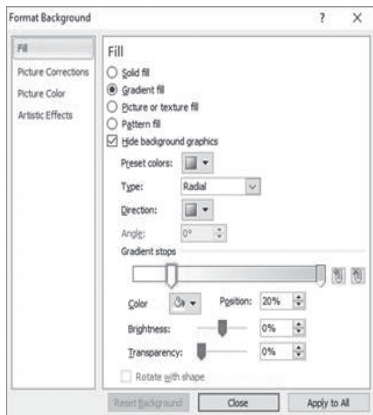 Format Background ? X
Fill
Picture Corrections
Picture Color
Artistic Effects
Fill
Solid fill
Gradient fill
Picture or texture fill
Pattern fill
Hide background graphics
Preset colors:
Type: Radial
Direction:
Angle: 0°
Gradient stops
Color Position: 20%
Brightness: 0%
Transparency: 0%
Rotate with shape
Reset Background Close Apply to All